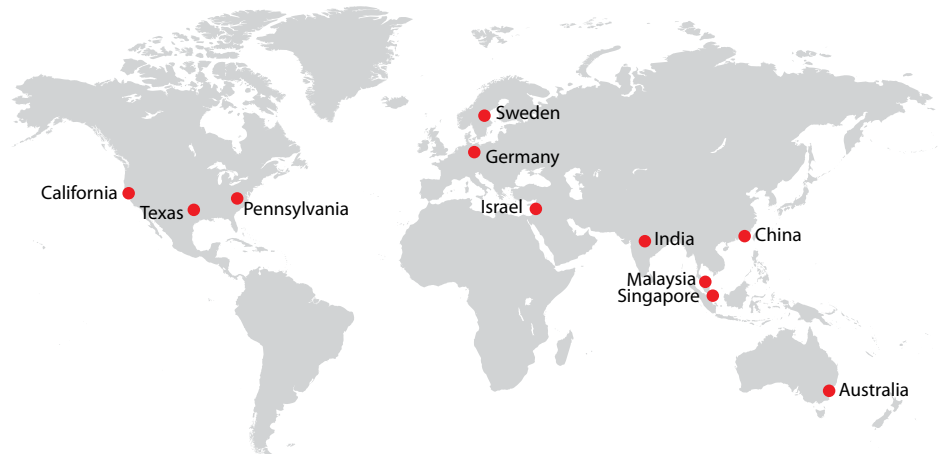 Sweden
Germany
California
Texas
Pennsylvania
Israel
India
China
Malaysia
Singapore
Australia